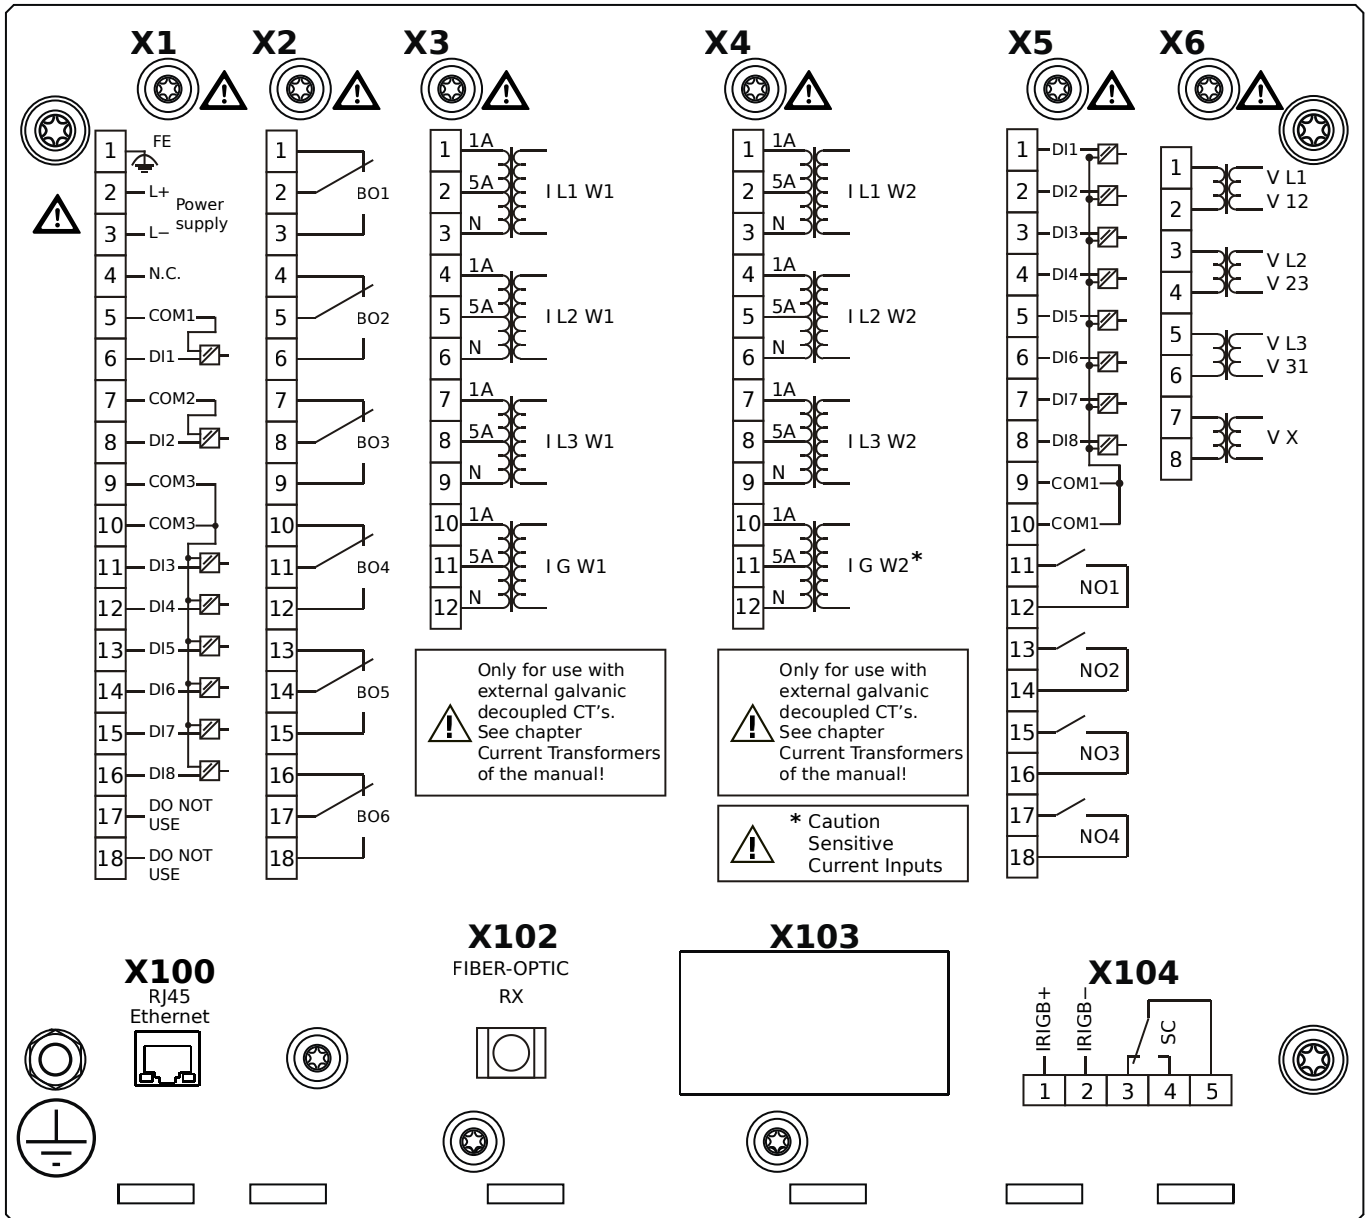 X1
X2
X3
X4
X5
X6
1 FE
2 L+
Power
supply
3 L−
4 N.C.
5 COM1
6 DI1
7 COM2
8 DI2
9 COM3
10 COM3
11 DI3
12 DI4
13 DI5
14 DI6
15 DI7
16 DI8
17 DO NOT
USE
18 DO NOT
USE
1
2 BO1
3
4
5 BO2
6
7
8 BO3
9
10
11 BO4
12
13
14 BO5
15
16
17 BO6
18
1 1A
2 5A I L1 W1
3 N
4 1A
5 5A I L2 W1
6 N
7 1A
8 5A I L3 W1
9 N
10 1A
11 5A I G W1
12 N
Only for use with
external galvanic
decoupled CT's.
See chapter
Current Transformers
of the manual!
1 1A
2 5A I L1 W2
3 N
4 1A
5 5A I L2 W2
6 N
7 1A
8 5A I L3 W2
9 N
10 1A
11 5A I G W2*
12 N
Only for use with
external galvanic
decoupled CT's.
See chapter
Current Transformers
of the manual!
* Caution
Sensitive
Current Inputs
1 DI1
2 DI2
3 DI3
4 DI4
5 DI5
6 DI6
7 DI7
8 DI8
9 COM1
10 COM1
11
NO1
12
13
NO2
14
15
NO3
16
17
NO4
18
1 V L1
2 V 12
3 V L2
4 V 23
5 V L3
6 V 31
7
V X
8
X100
RJ45
Ethernet
X102
FIBER-OPTIC
RX
X103
X104
IRIGB+
IRIGB−
SC
1 2 3 4 5